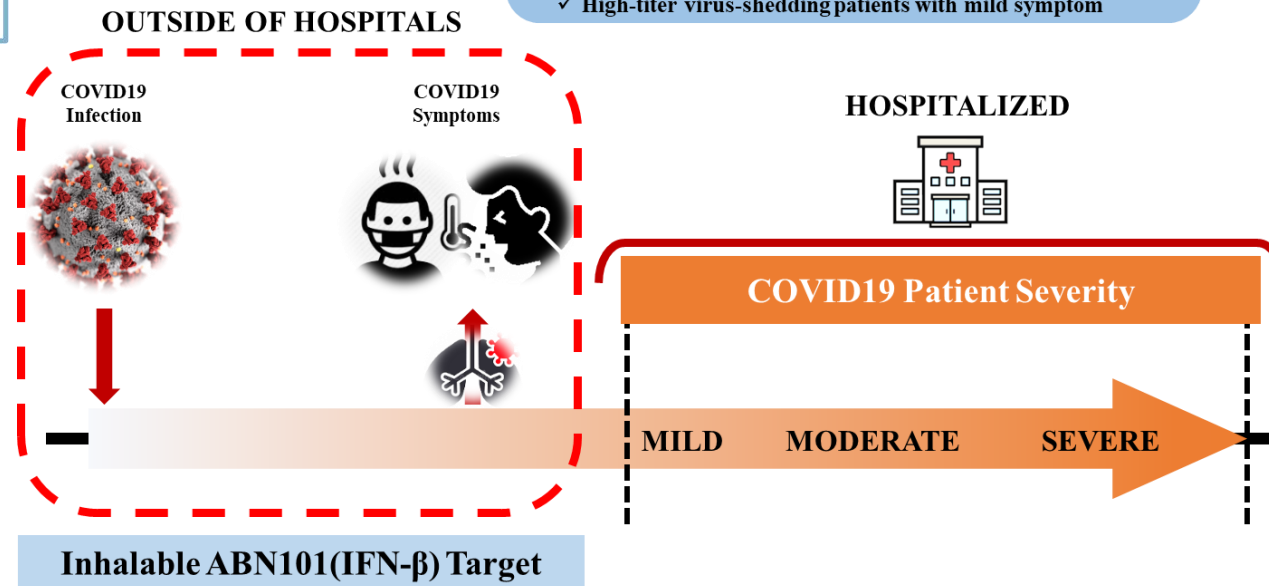 ✓ High-titer virus-shedding patients with mild symptom
OUTSIDE OF HOSPITALS
COVID19
Infection
COVID19
Symptoms
HOSPITALIZED
COVID19 Patient Severity
MILD MODERATE SEVERE
Inhalable ABN101(IFN-β) Target